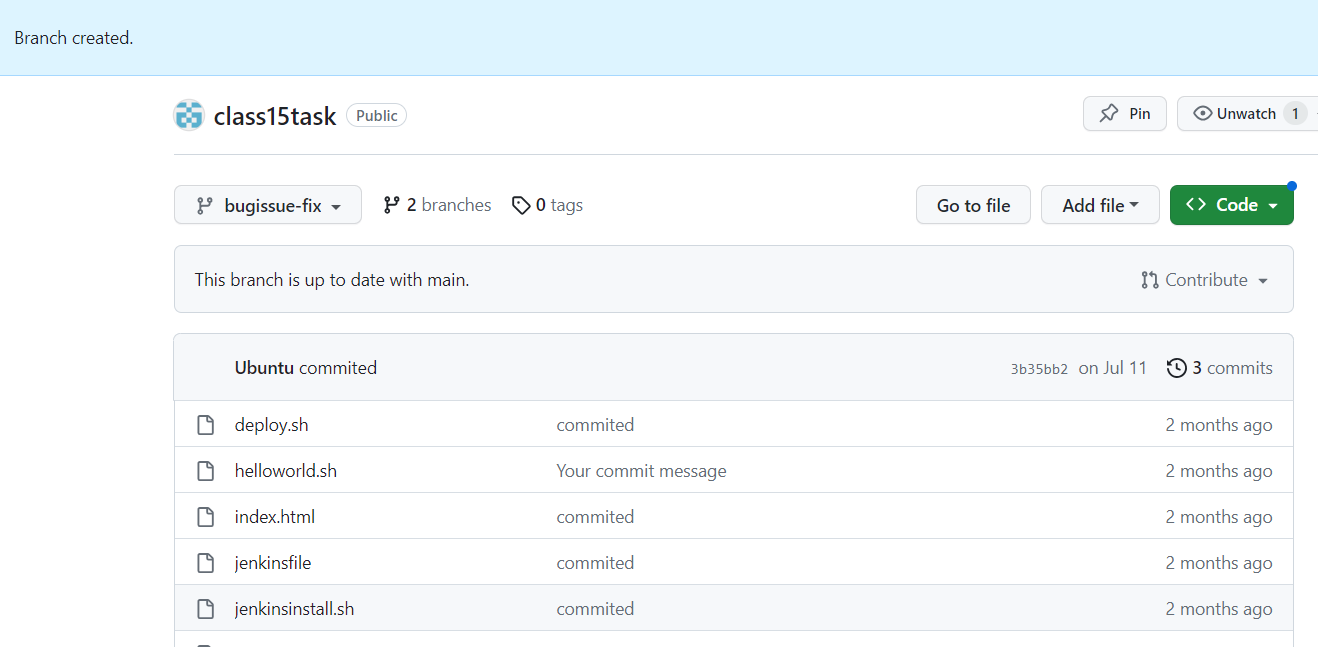 Branch created.
class15task Public Pin Unwatch 1
bugissue-fix 2 branches 0 tags Go to file Add file Code
This branch is up to date with main. Contribute
Ubuntu commited 3b35bb2 on Jul 11 3 commits
deploy.sh commited 2 months ago
helloworld.sh Your commit message 2 months ago
index.html commited 2 months ago
jenkinsfile commited 2 months ago
jenkinsinstall.sh commited 2 months ago